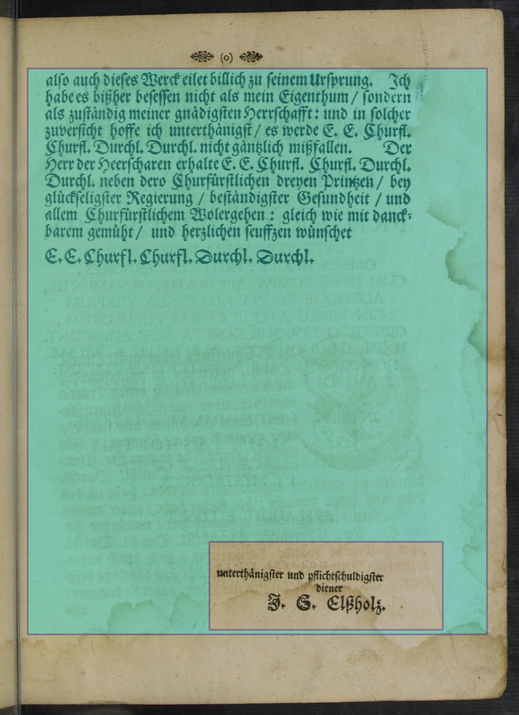 (o)
also auch dieses Werck eilet billich zu seinem Ursprung. Ich
habe es bißher besessen nicht als mein Eigenthum / sondern
als zuständig meiner gnädigsten Herrschafft: und in solcher
zuversicht hoffe ich unterthänigst / es werde E. E. Churfl.
Churfl. Durchl. Durchl. nicht gäntzlich mißfallen. Der
Herr der Heerscharen erhalte E. E. Churfl. Churfl. Durchl.
Durchl. neben dero Churfürstlichen dreyen Printzen / bey
glückseligster Regierung / beständigster Gesundheit / und
allem Churfürstlichem Wolergehen: gleich wie mit danck-
barem gemüht / und herzlichen seuffzen wünschet
E. E. Churfl. Churfl. Durchl. Durchl.
unterthänigster und pflichtschuldigster
diener
J. S. Elßholz.